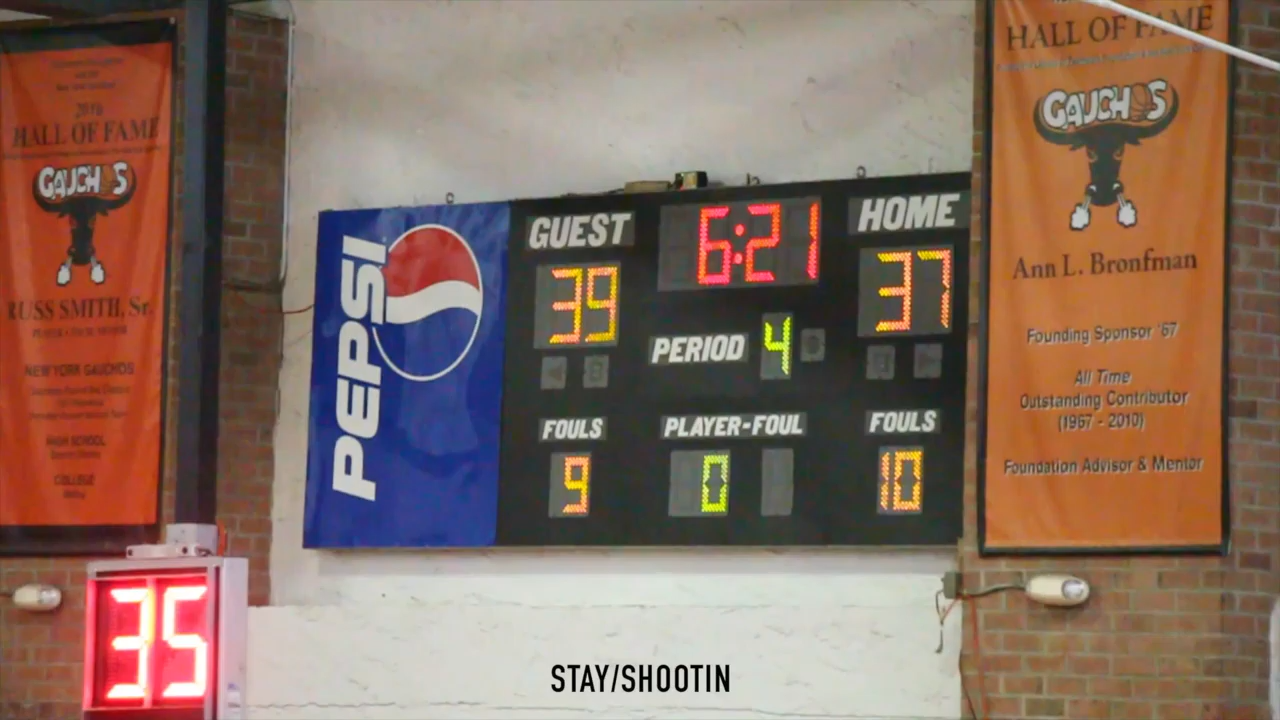 2016
HALL OF FAME
GAUCHOS
RUSS SMITH, Sr.
NEW YORK GAUCHOS
HIGH SCHOOL
COLLEGE
35
PEPSI
GUEST
6:21
HOME
39
37
PERIOD 4
FOULS
PLAYER-FOUL
FOULS
9
0
10
HALL OF FAME
GAUCHOS
Ann L. Bronfman
Founding Sponsor '67
All Time
Outstanding Contributor
(1967 - 2010)
Foundation Advisor & Mentor
STAY/SHOOTIN